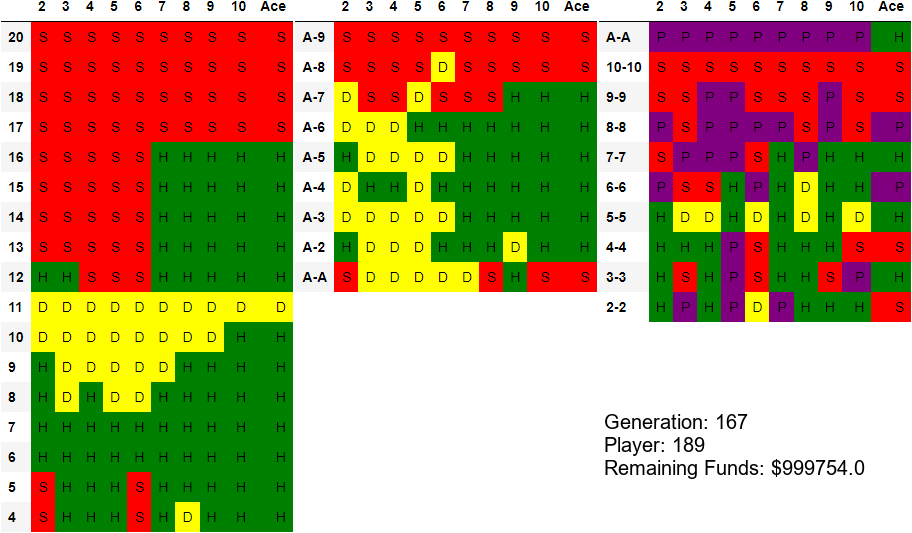 2 3 4 5 6 7 8 9 10 Ace
20 S S S S S S S S S S
19 S S S S S S S S S S
18 S S S S S S S S S S
17 S S S S S S S S S S
16 S S S S S H H H H H
15 S S S S S H H H H H
14 S S S S S H H H H H
13 S S S S S H H H H H
12 H H S S S H H H H H
11 D D D D D D D D D D
10 D D D D D D D D H H
9 H D D D D D H H H H
8 H D H D D H H H H H
7 H H H H H H H H H H
6 H H H H H H H H H H
5 S H H H S H H H H H
4 S H H H S H D H H H
2 3 4 5 6 7 8 9 10 Ace
A-9 S S S S S S S S S S
A-8 S S S S D S S S S S
A-7 D S S D S S S H H H
A-6 D D D H H H H H H H
A-5 H D D D D H H H H H
A-4 D H H D H H H H H H
A-3 D D D D D H H H H H
A-2 H D D D H H H D H H
A-A S D D D D D S H S S
2 3 4 5 6 7 8 9 10 Ace
A-A P P P P P P P P P H
10-10 S S S S S S S S S S
9-9 S S P P S S S P S S
8-8 P S P P P P S P S P
7-7 S P P P S H P H H H
6-6 P S S H P H D H H P
5-5 H D D H D H D H D H
4-4 H H H P S H H H S S
3-3 H S H P S H H S P H
2-2 H P H P D P H H H S
Generation: 167
Player: 189
Remaining Funds: $999754.0